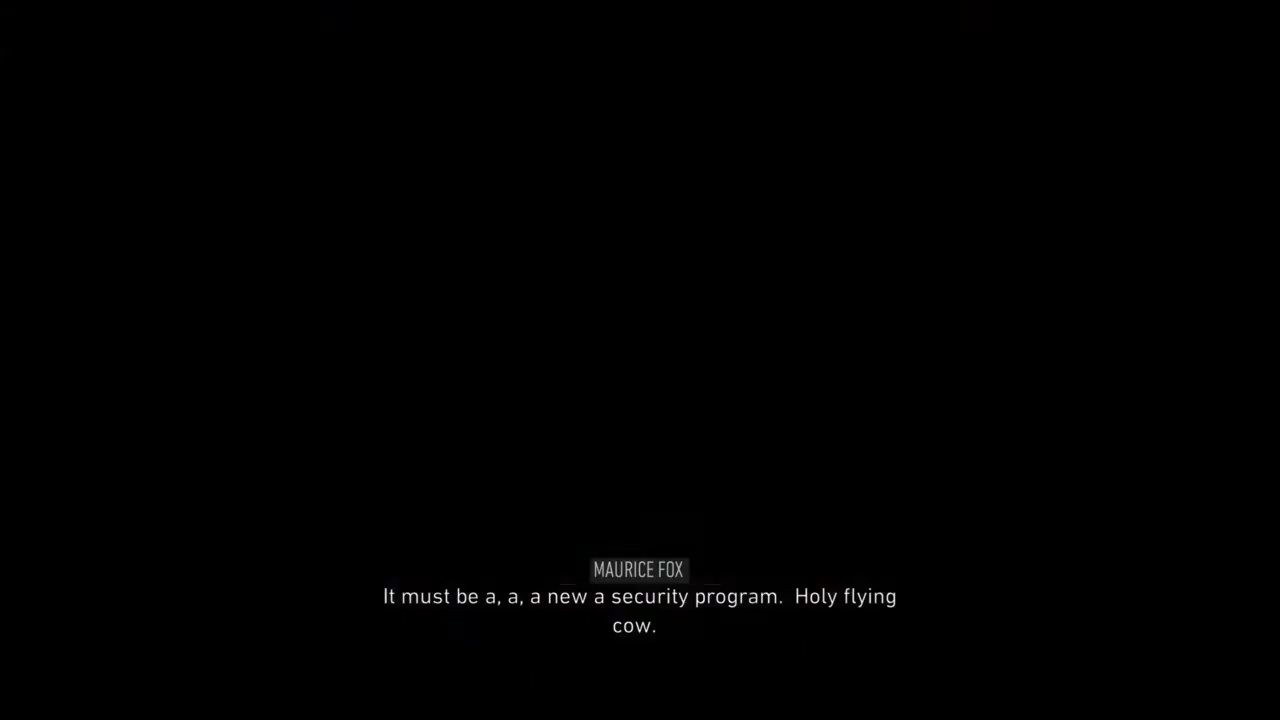 MAURICE FOX
It must be a, a, a new a security program.  Holy flying
cow.